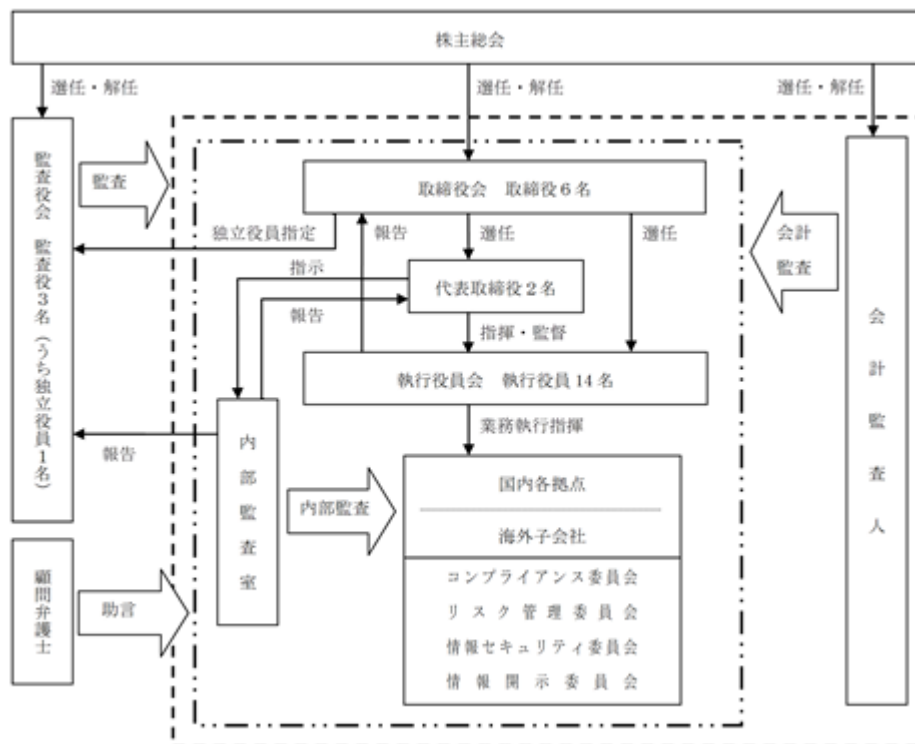 株主総会
選任・解任
選任・解任
選任・解任
監査役会 監査役3名（うち独立役員1名）
監査
取締役会 取締役6名
独立役員指定
報告
選任
選任
会計
監査
指示
代表取締役2名
報告
指揮・監督
執行役員会 執行役員14名
会計監査人
報告
内部監査室
業務執行指揮
内部監査
国内各拠点
海外子会社
コンプライアンス委員会
リスク管理委員会
情報セキュリティ委員会
情報開示委員会
顧問弁護士
助言